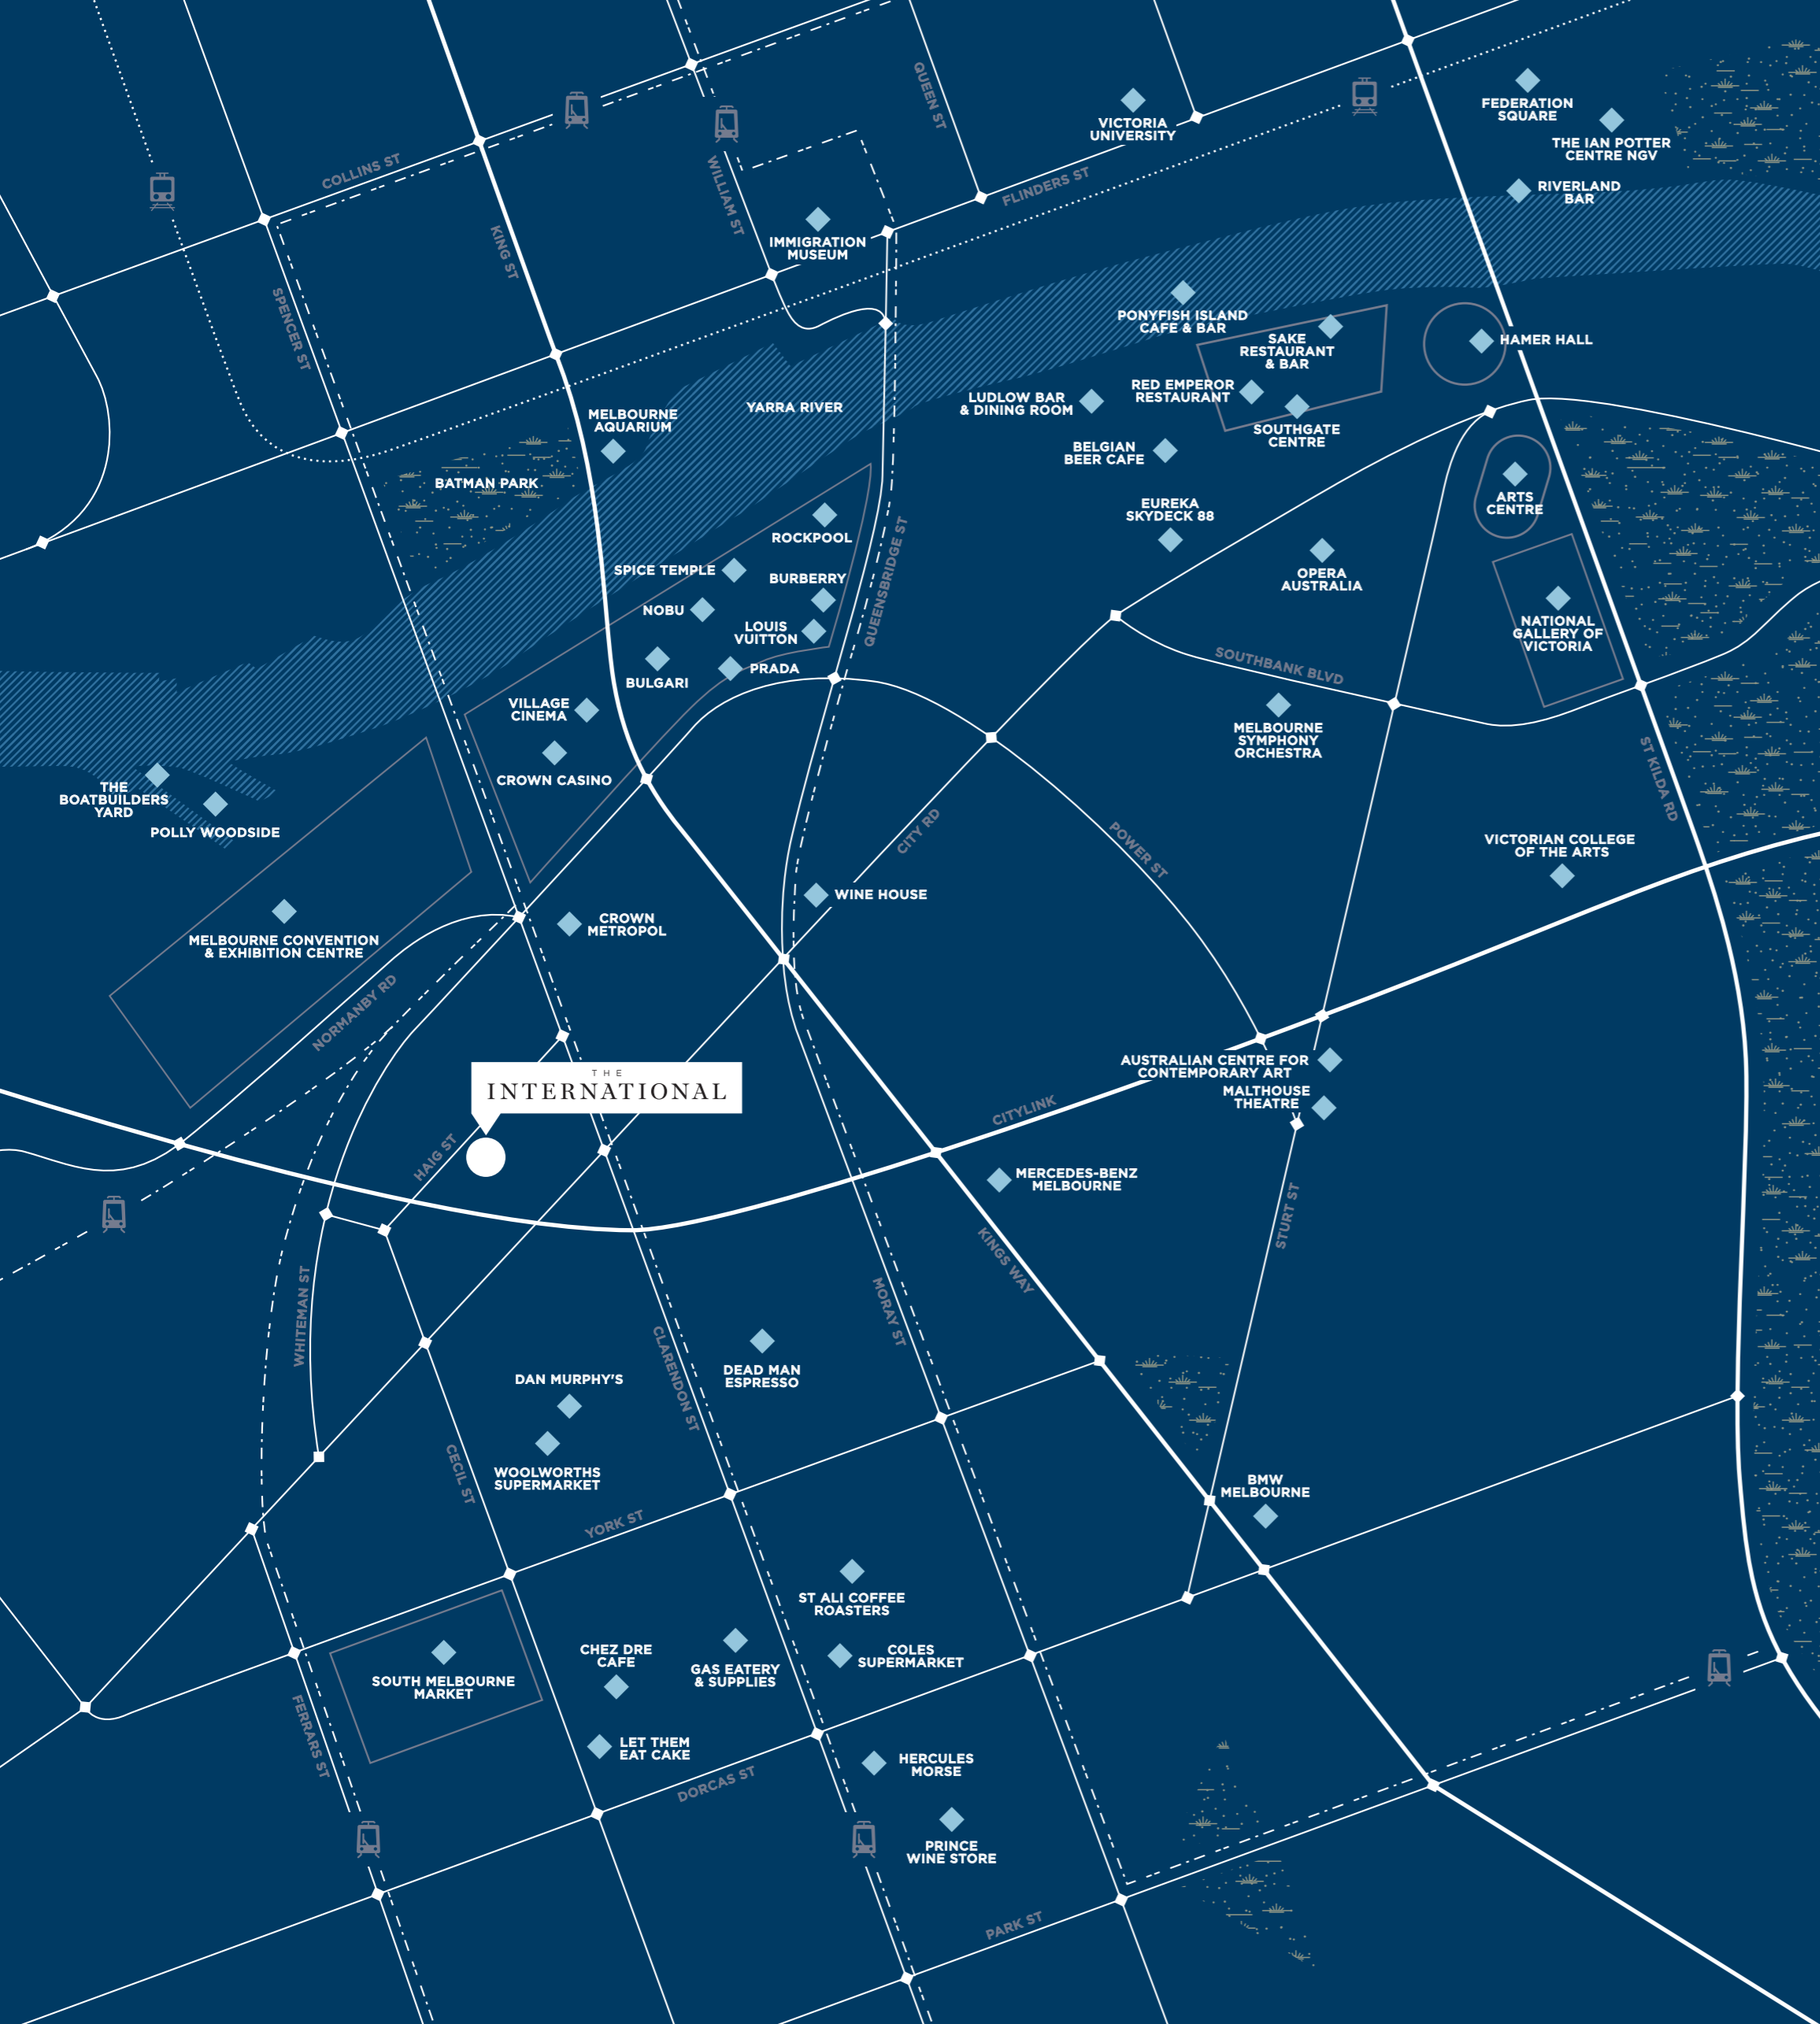 QUEEN ST
VICTORIA
UNIVERSITY
FEDERATION
SQUARE
THE IAN POTTER
CENTRE NGV
RIVERLAND
BAR
COLLINS ST
WILLIAM ST
FLINDERS ST
KING ST
IMMIGRATION
MUSEUM
SPENCER ST
PONYFISH ISLAND
CAFE & BAR
SAKE
RESTAURANT
& BAR
HAMER HALL
RED EMPEROR
RESTAURANT
LUDLOW BAR
& DINING ROOM
SOUTHGATE
CENTRE
MELBOURNE
AQUARIUM
YARRA RIVER
BELGIAN
BEER CAFE
BATMAN PARK
ARTS
CENTRE
EUREKA
SKYDECK 88
ROCKPOOL
SPICE TEMPLE
BURBERRY
QUEENSBRIDGE ST
OPERA
AUSTRALIA
NOBU
LOUIS
VUITTON
NATIONAL
GALLERY OF
VICTORIA
BULGARI
PRADA
SOUTHBANK BLVD
VILLAGE
CINEMA
MELBOURNE
SYMPHONY
ORCHESTRA
CROWN CASINO
ST KILDA RD
THE
BOATBUILDERS
YARD
POLLY WOODSIDE
CITY RD
POWER ST
VICTORIAN COLLEGE
OF THE ARTS
WINE HOUSE
CROWN
METROPOL
MELBOURNE CONVENTION
& EXHIBITION CENTRE
NORMANBY RD
AUSTRALIAN CENTRE FOR
CONTEMPORARY ART
THE
INTERNATIONAL
MALTHOUSE
THEATRE
CITYLINK
HAIG ST
MERCEDES-BENZ
MELBOURNE
STURT ST
KINGS WAY
WHITEMAN ST
MORAY ST
CLARENDON ST
DEAD MAN
ESPRESSO
DAN MURPHY'S
WOOLWORTHS
SUPERMARKET
CECIL ST
BMW
MELBOURNE
YORK ST
ST ALI COFFEE
ROASTERS
CHEZ DRE
CAFE
COLES
SUPERMARKET
GAS EATERY
& SUPPLIES
SOUTH MELBOURNE
MARKET
FERRARS ST
LET THEM
EAT CAKE
HERCULES
MORSE
DORCAS ST
PRINCE
WINE STORE
PARK ST